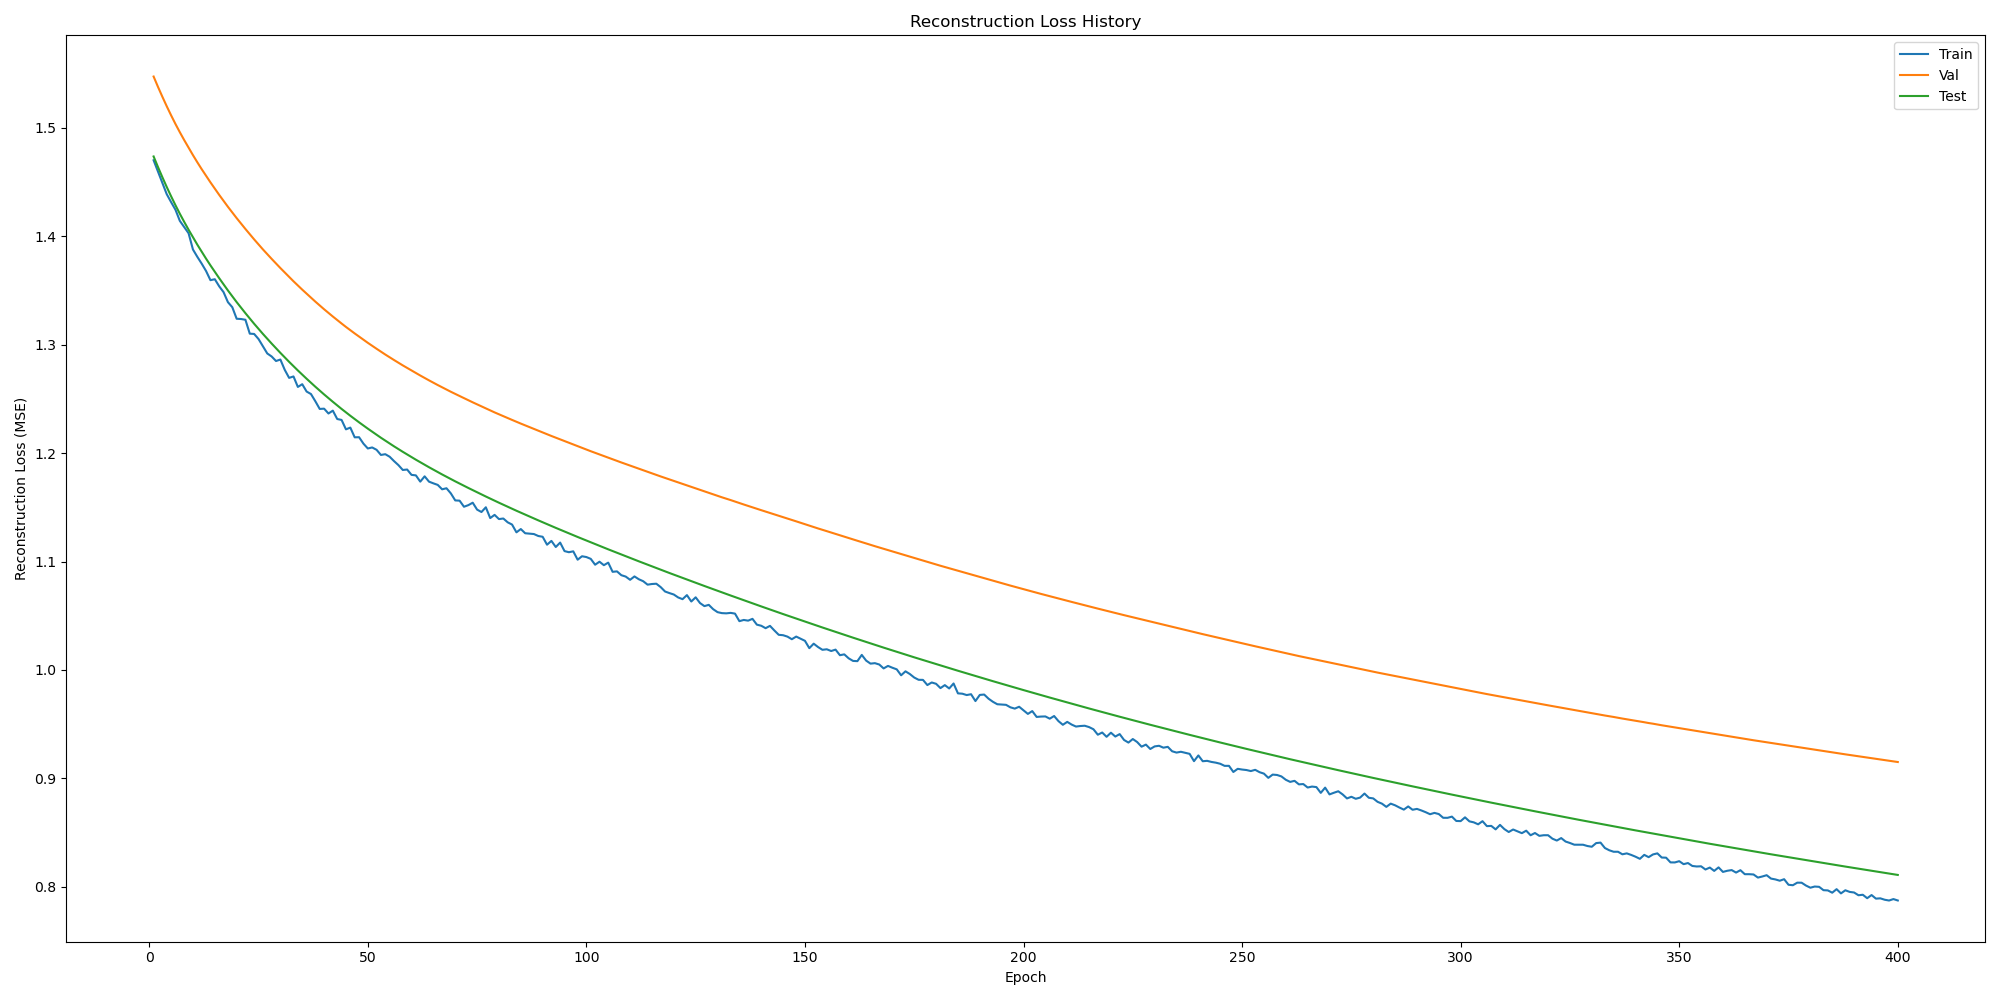 Reconstruction Loss History
Train
Val
Test
Reconstruction Loss (MSE)
1.5
1.4
1.3
1.2
1.1
1.0
0.9
0.8
0 50 100 150 200 250 300 350 400
Epoch